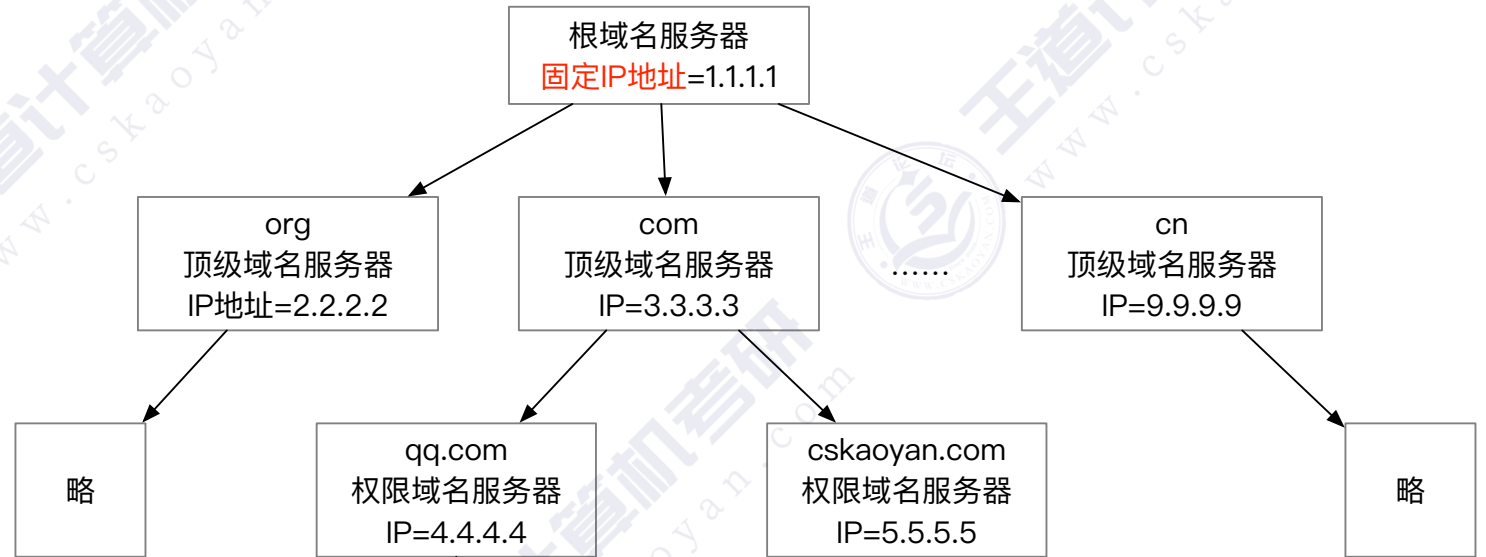 根域名服务器
固定IP地址=1.1.1.1
org
顶级域名服务器
IP地址=2.2.2.2
com
顶级域名服务器
IP=3.3.3.3
……
cn
顶级域名服务器
IP=9.9.9.9
略
qq.com
权限域名服务器
IP=4.4.4.4
cskaoyan.com
权限域名服务器
IP=5.5.5.5
略